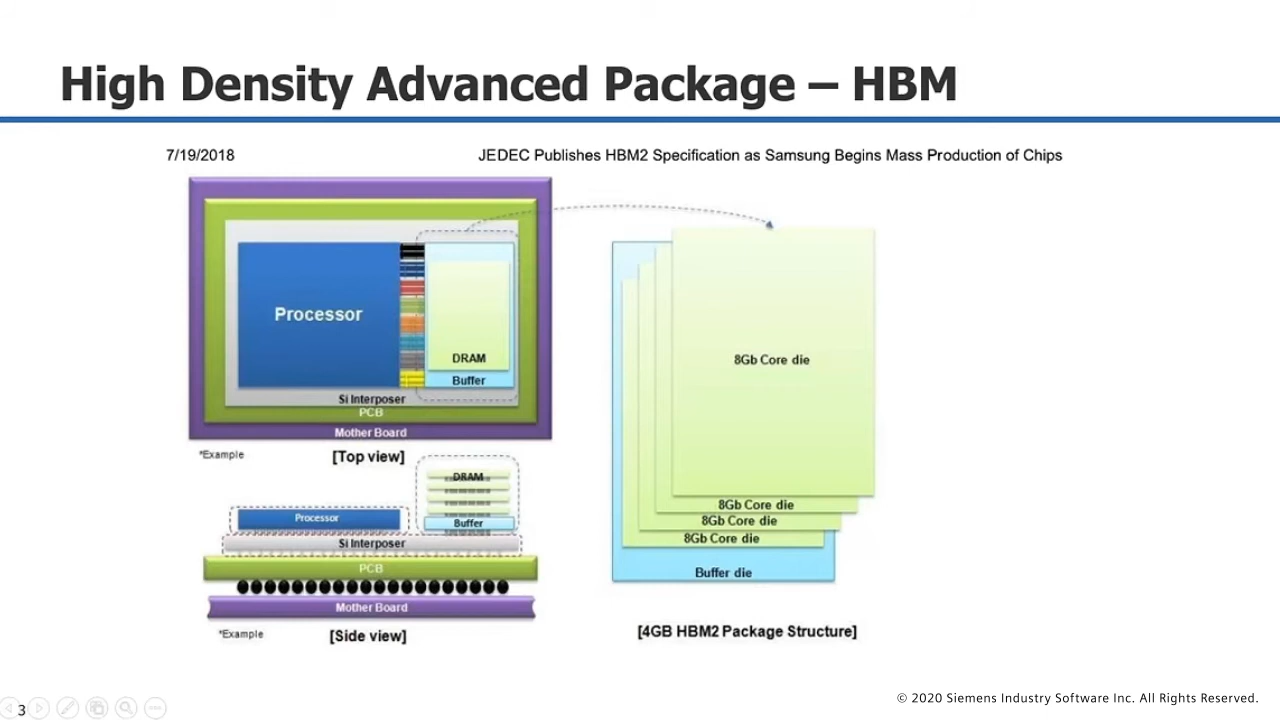 High Density Advanced Package – HBM
7/19/2018
JEDEC Publishes HBM2 Specification as Samsung Begins Mass Production of Chips
Processor
DRAM
Buffer
Si Interposer
PCB
Mother Board
*Example
[Top view]
DRAM
Processor
Buffer
Si Interposer
PCB
Mother Board
*Example
[Side view]
8Gb Core die
8Gb Core die
8Gb Core die
8Gb Core die
Buffer die
[4GB HBM2 Package Structure]
© 2020 Siemens Industry Software Inc. All Rights Reserved.
3